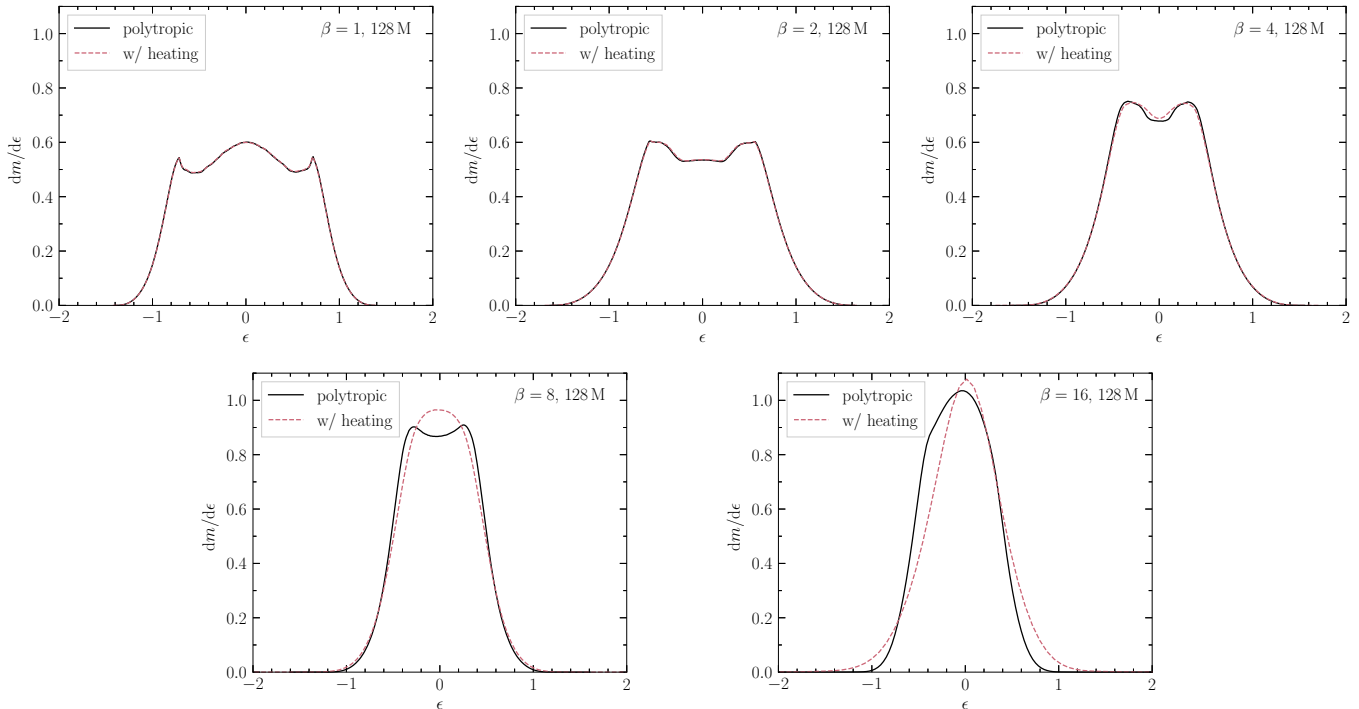 polytropic
w/ heating
β = 1, 128 M
dm/dϵ
1.0
0.8
0.6
0.4
0.2
0.0
−2 −1 0 1 2
ϵ
polytropic
w/ heating
β = 2, 128 M
dm/dϵ
1.0
0.8
0.6
0.4
0.2
0.0
−2 −1 0 1 2
ϵ
polytropic
w/ heating
β = 4, 128 M
dm/dϵ
1.0
0.8
0.6
0.4
0.2
0.0
−2 −1 0 1 2
ϵ
polytropic
w/ heating
β = 8, 128 M
dm/dϵ
1.0
0.8
0.6
0.4
0.2
0.0
−2 −1 0 1 2
ϵ
polytropic
w/ heating
β = 16, 128 M
dm/dϵ
1.0
0.8
0.6
0.4
0.2
0.0
−2 −1 0 1 2
ϵ